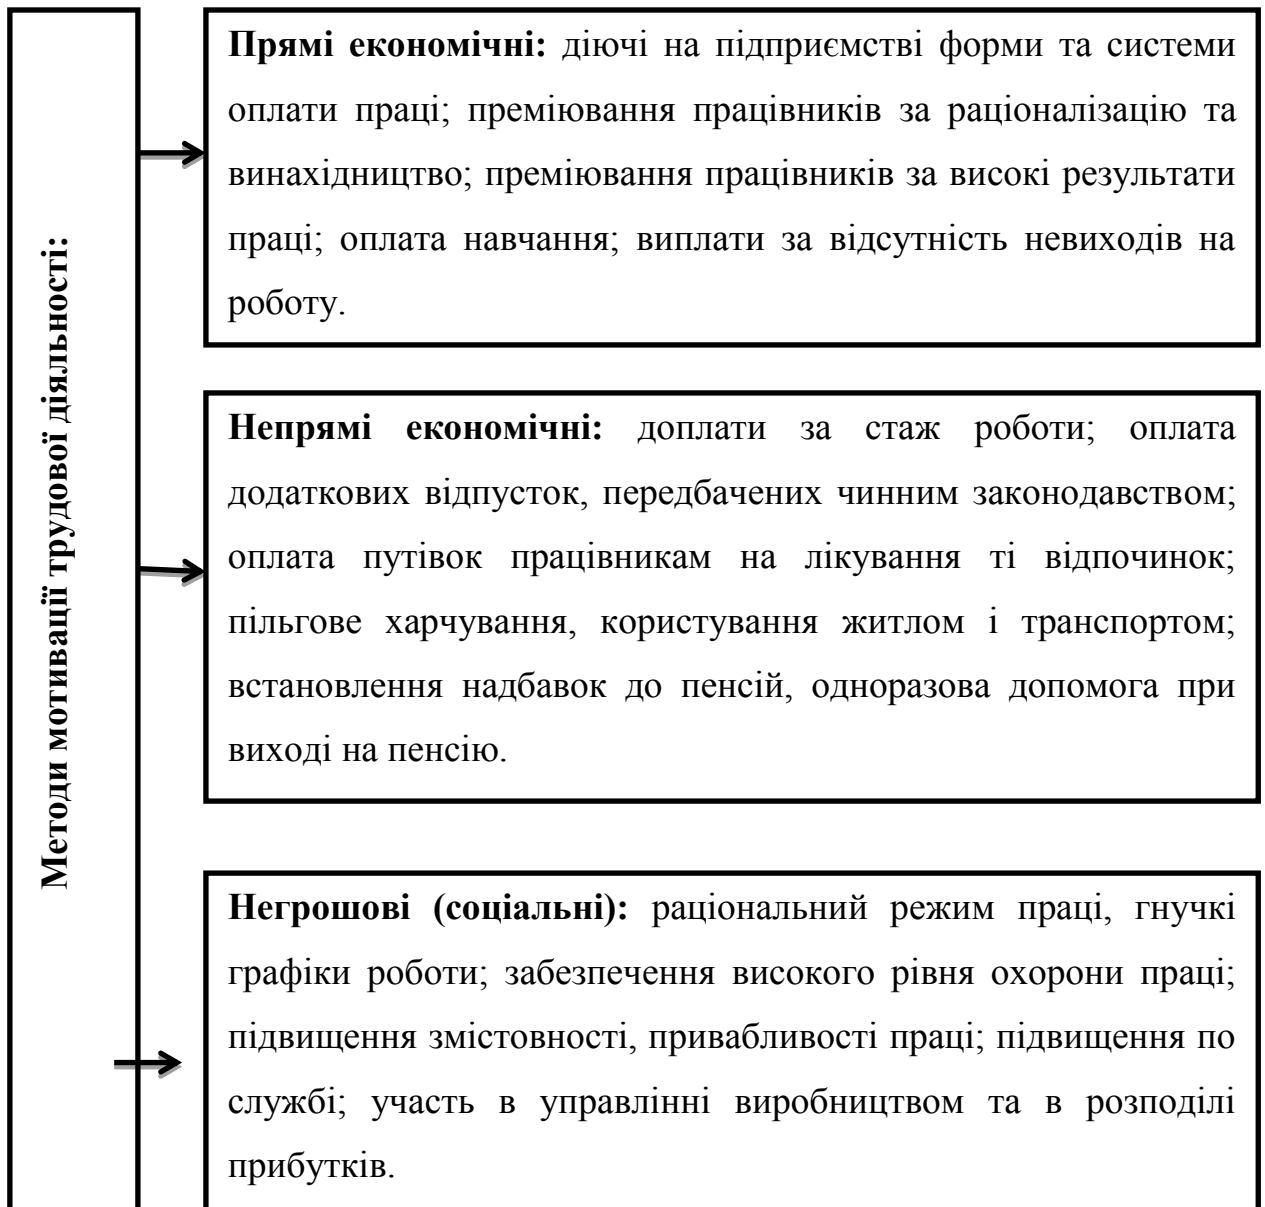 Методи мотивації трудової діяльності:
Прямі економічні: діючі на підприємстві форми та системи
оплати праці; преміювання працівників за раціоналізацію та
винахідництво; преміювання працівників за високі результати
праці; оплата навчання; виплати за відсутність невиходів на
роботу.
Непрямі економічні: доплати за стаж роботи; оплата
додаткових відпусток, передбачених чинним законодавством;
оплата путівок працівникам на лікування ті відпочинок;
пільгове харчування, користування житлом і транспортом;
встановлення надбавок до пенсій, одноразова допомога при
виході на пенсію.
Негрошові (соціальні): раціональний режим праці, гнучкі
графіки роботи; забезпечення високого рівня охорони праці;
підвищення змістовності, привабливості праці; підвищення по
службі; участь в управлінні виробництвом та в розподілі
прибутків.